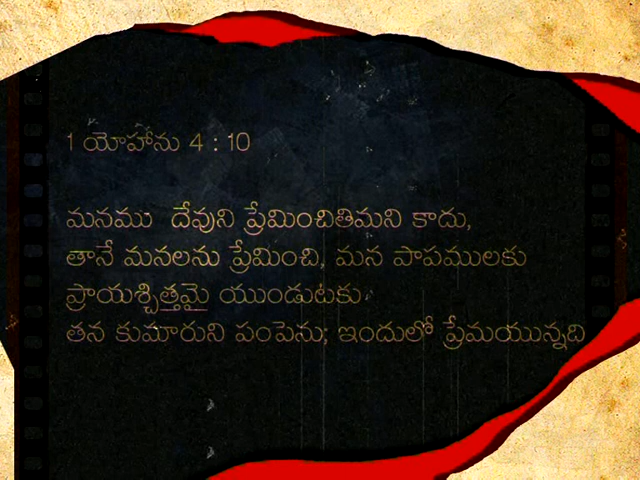 1 యోహాను 4 : 10
మనము దేవుని ప్రేమించితిమని కాదు,
తానే మనలను ప్రేమించి, మన పాపములకు
ప్రాయశ్చిత్తమై యుండుటకు
తన కుమారుని పంపెను; ఇందులో ప్రేమయున్నది